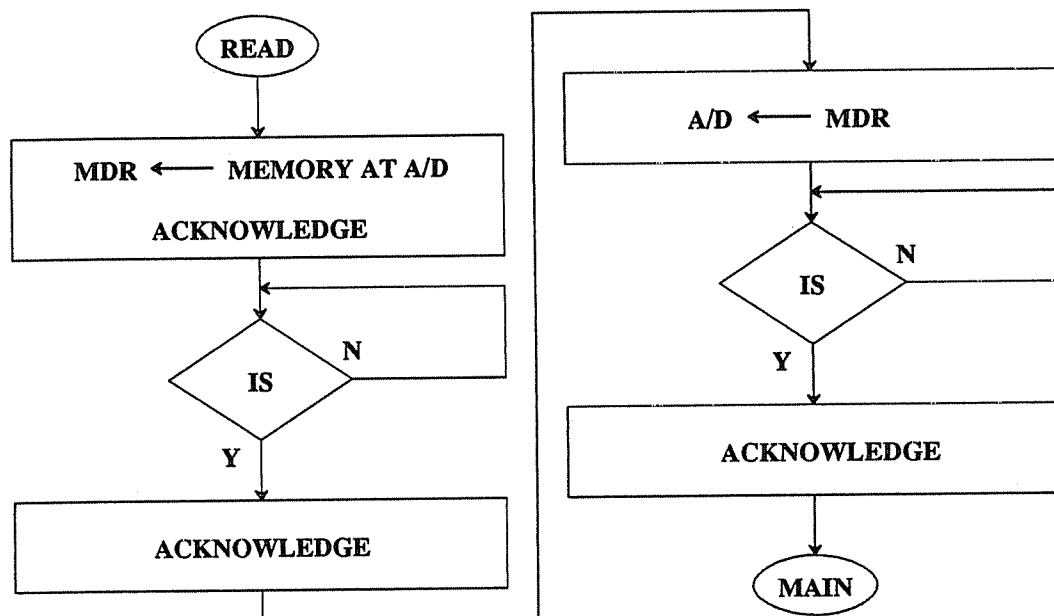 READ
MDR ← MEMORY AT A/D
ACKNOWLEDGE
IS
N
Y
ACKNOWLEDGE
A/D ← MDR
IS
N
Y
ACKNOWLEDGE
MAIN